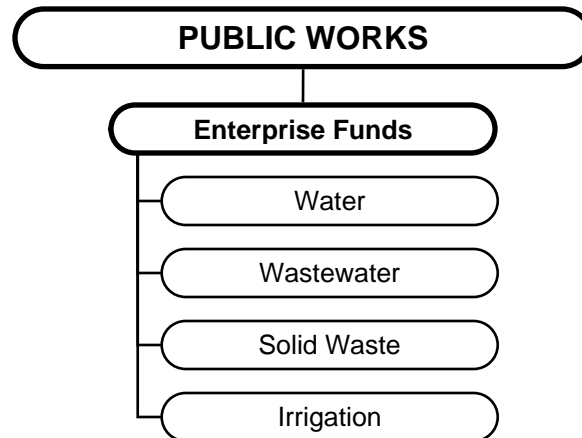 PUBLIC WORKS
Enterprise Funds
Water
Wastewater
Solid Waste
Irrigation